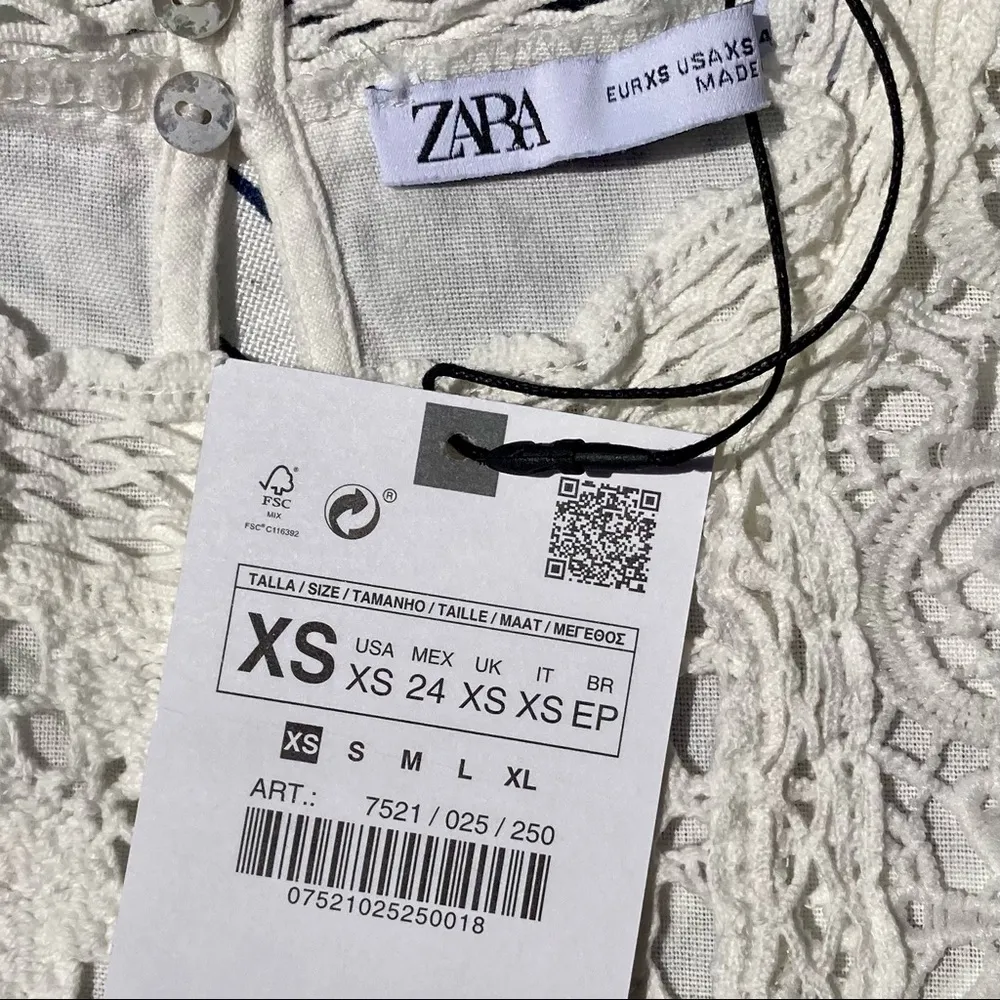 ZARA
EUR XS USA XS
MADE
FSC
MIX
FSC® C116392
®
TALLA / SIZE / TAMANHO / TAILLE / MAAT / ΜΕΓΕΘΟΣ
XS
USA MEX UK IT BR
XS 24 XS XS EP
XS S M L XL
ART.: 7521 / 025 / 250
07521025250018